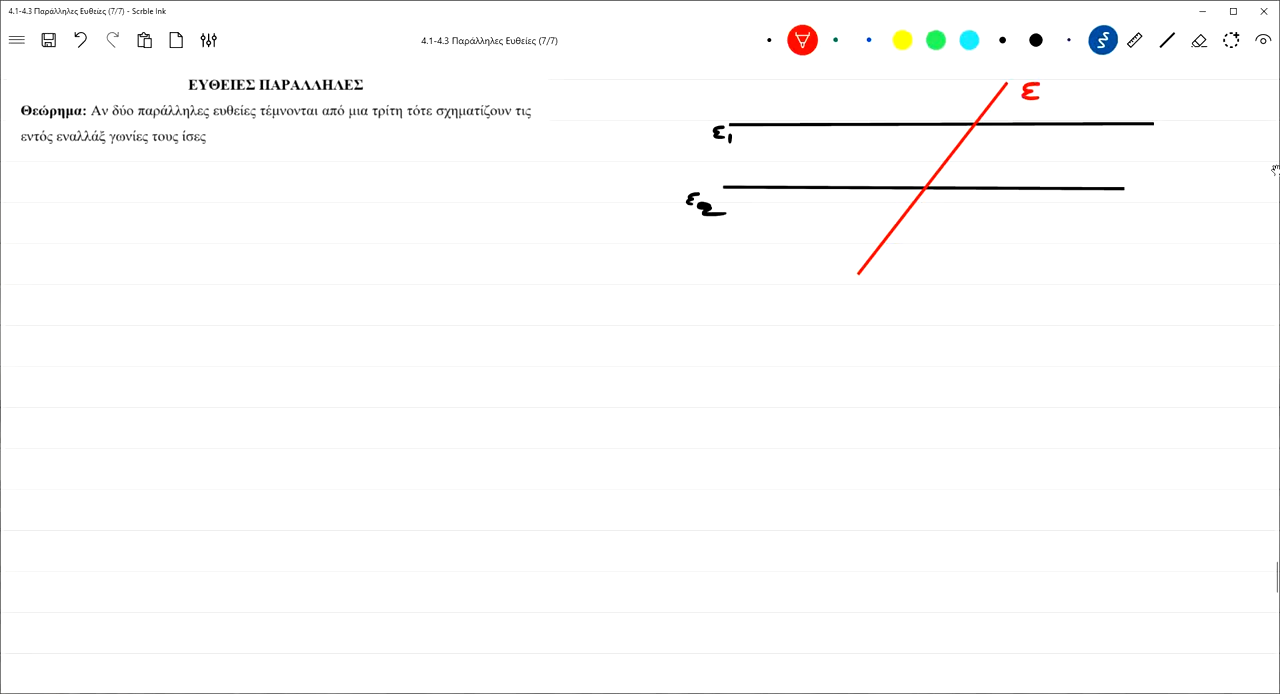 4.1-4.3 Παράλληλες Ευθείες (7/7) - Scrble Ink
4.1-4.3 Παράλληλες Ευθείες (7/7)
ΕΥΘΕΙΕΣ ΠΑΡΑΛΛΗΛΕΣ
Θεώρημα: Αν δύο παράλληλες ευθείες τέμνονται από μια τρίτη τότε σχηματίζουν τις
εντός εναλλάξ γωνίες τους ίσες
ε
ε₁
ε₂